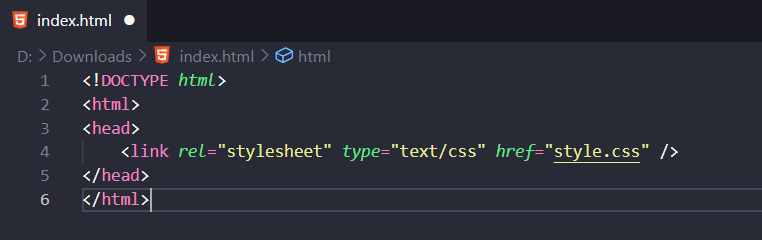 index.html
D: > Downloads > index.html > html
1 <!DOCTYPE html>
2 <html>
3 <head>
4     <link rel="stylesheet" type="text/css" href="style.css" />
5 </head>
6 </html>